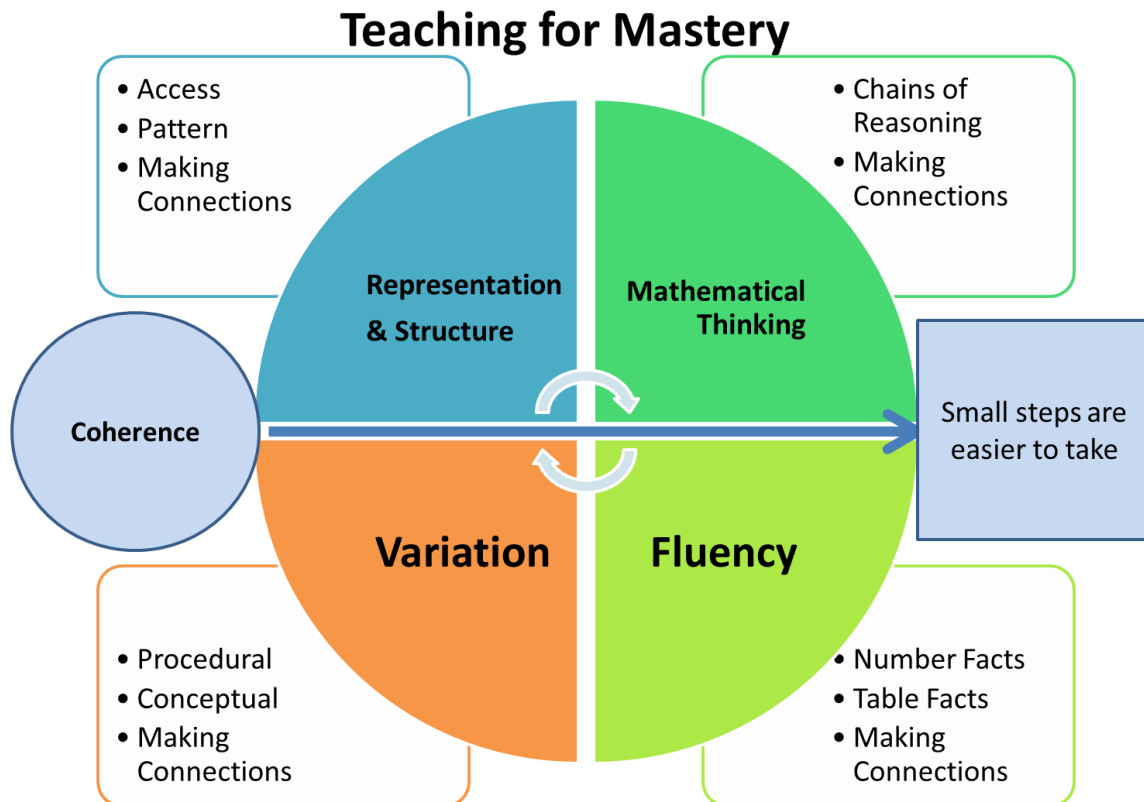 Teaching for Mastery
• Access
• Pattern
• Making
Connections
• Chains of
Reasoning
• Making
Connections
Representation
& Structure
Mathematical
Thinking
Coherence
Small steps are
easier to take
Variation
Fluency
• Procedural
• Conceptual
• Making
Connections
• Number Facts
• Table Facts
• Making
Connections